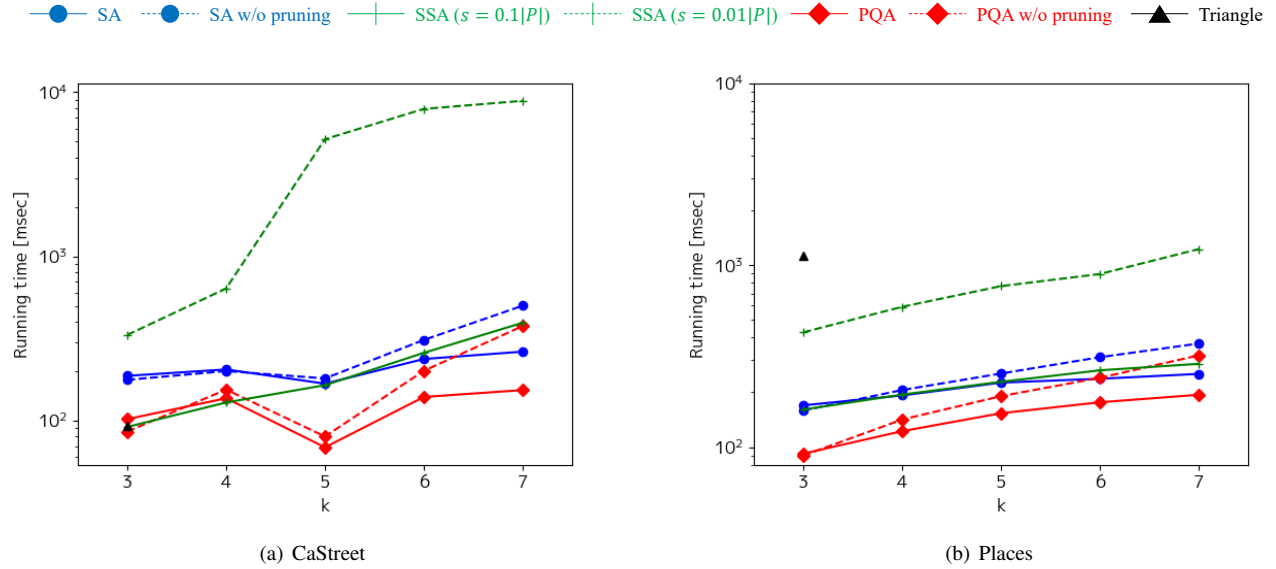 SA SA w/o pruning SSA (s = 0.1|P|) SSA (s = 0.01|P|) PQA PQA w/o pruning Triangle
10^4
10^3
10^2
Running time [msec]
3 4 5 6 7
k
(a) CaStreet
10^4
10^3
10^2
Running time [msec]
3 4 5 6 7
k
(b) Places